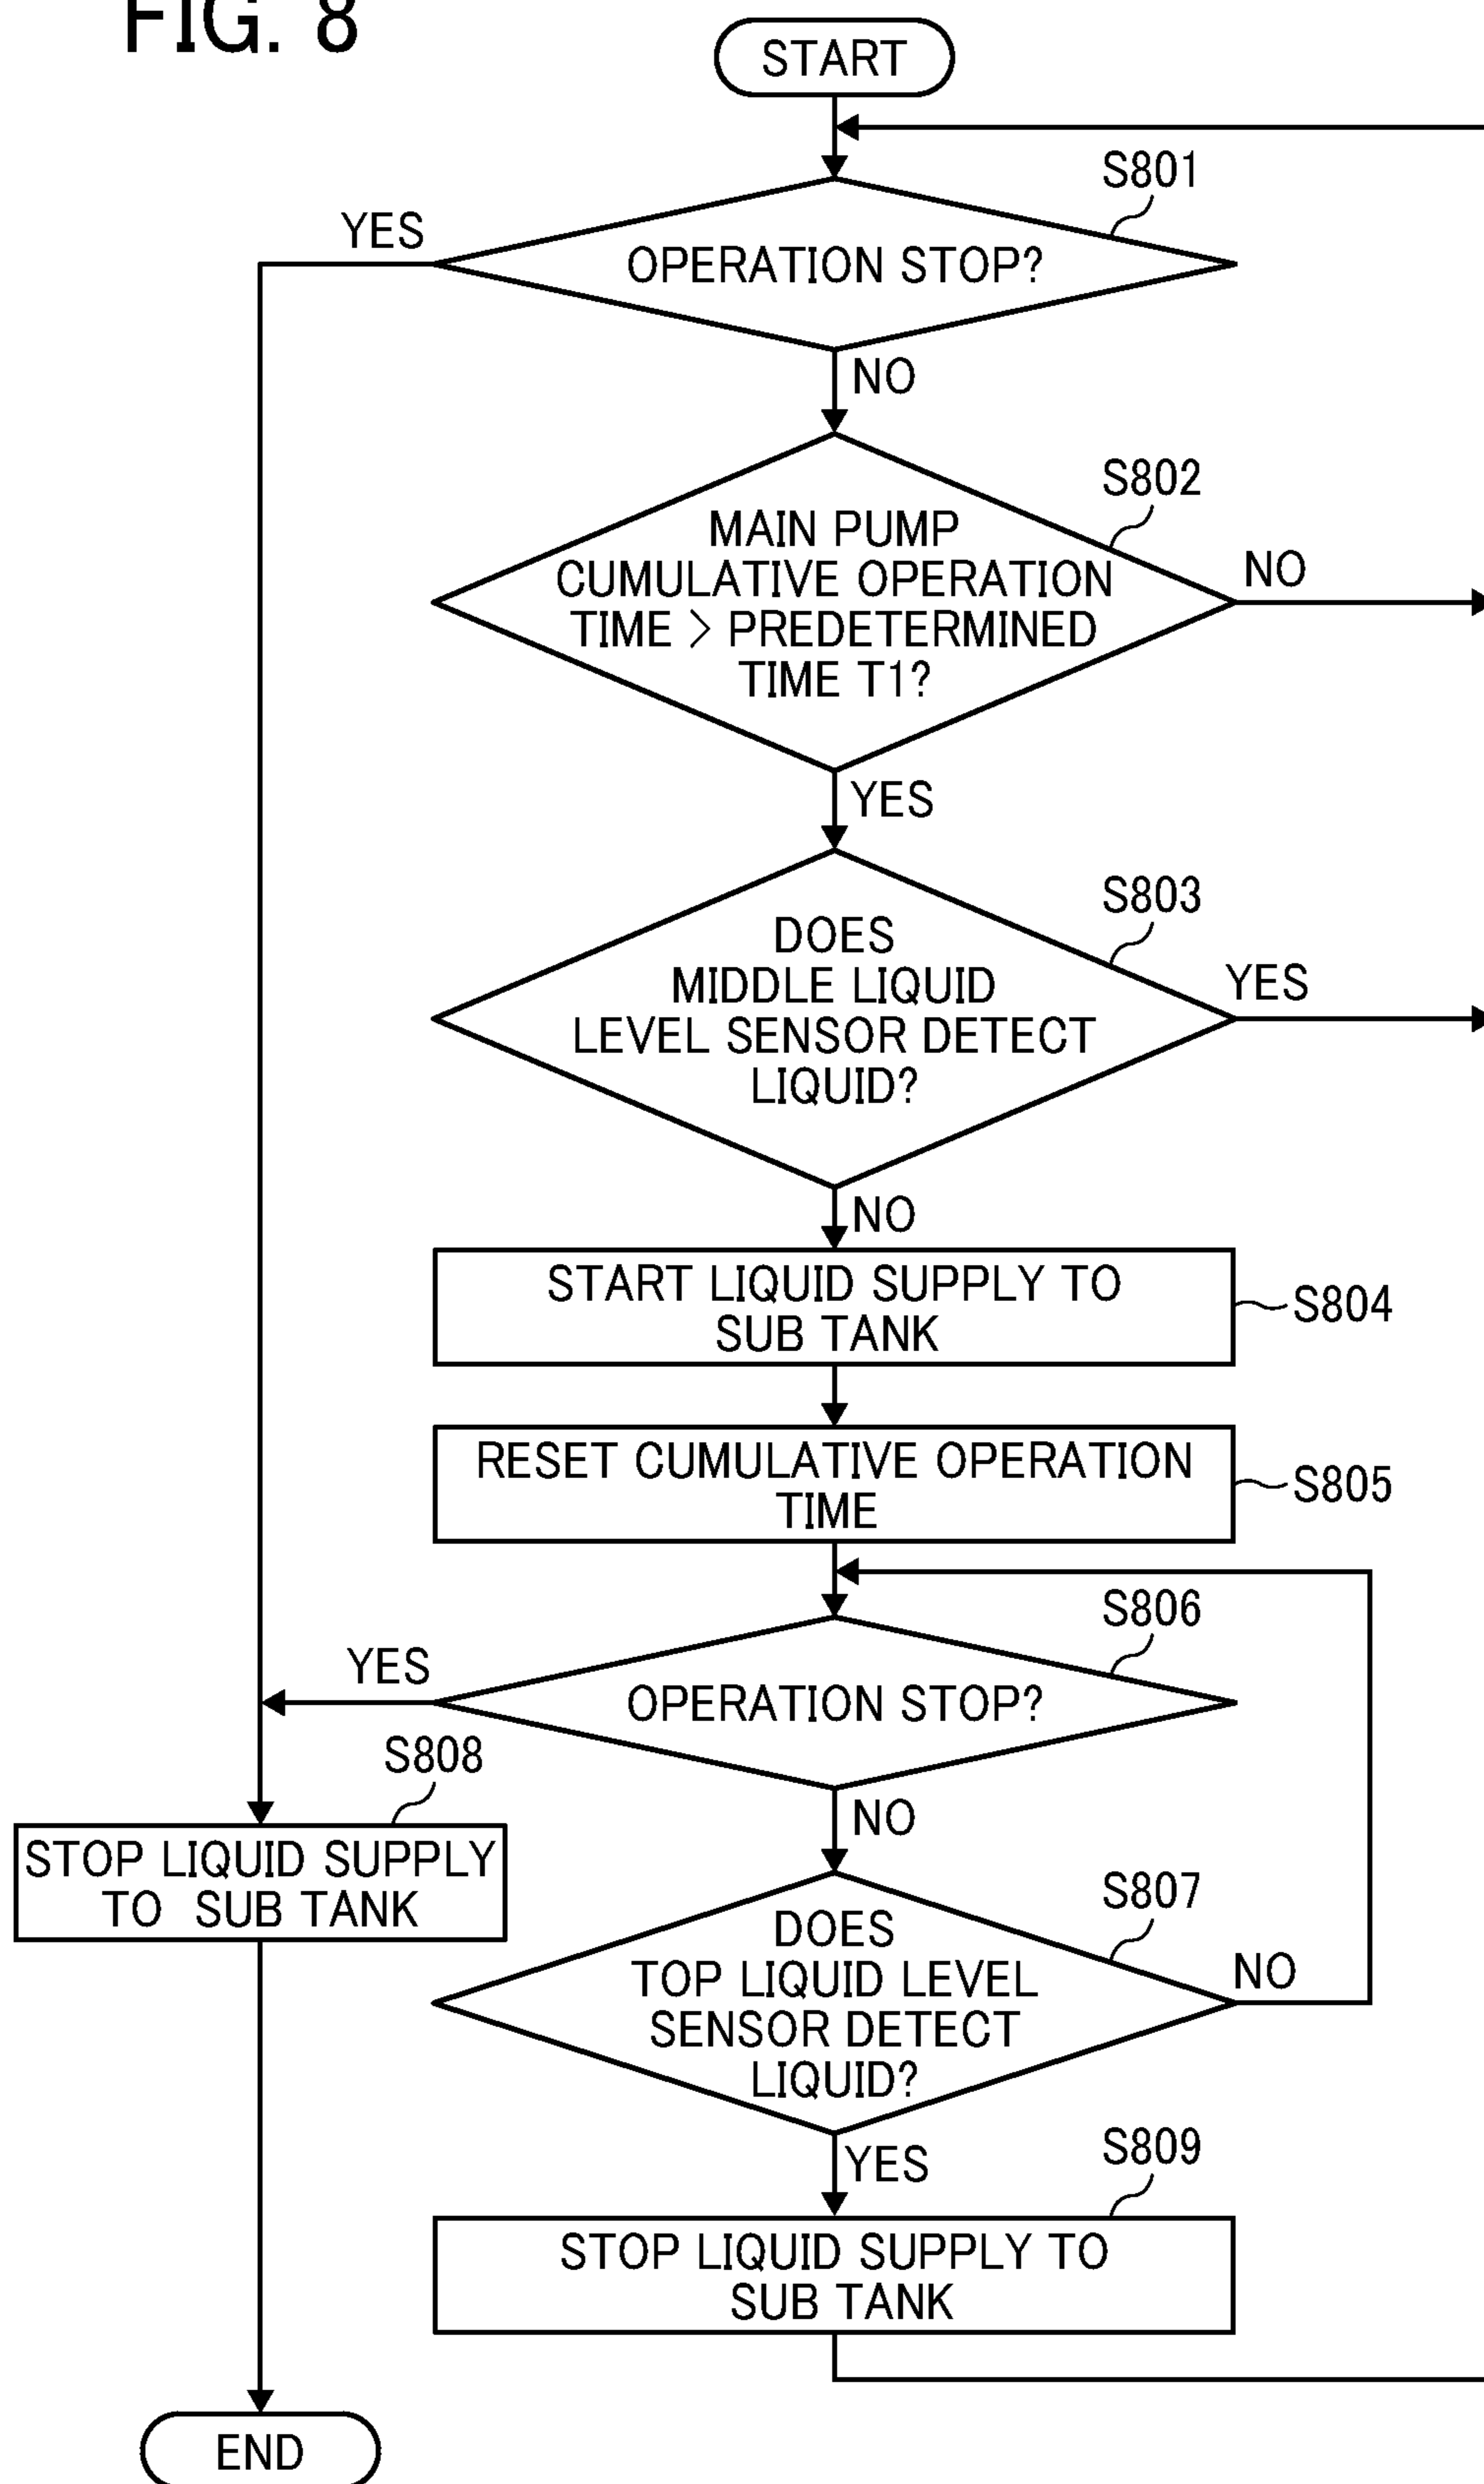 FIG. 8
START
S801
YES
OPERATION STOP?
NO
S802
MAIN PUMP
CUMULATIVE OPERATION
TIME > PREDETERMINED
TIME T1?
NO
YES
S803
DOES
MIDDLE LIQUID
LEVEL SENSOR DETECT
LIQUID?
YES
NO
START LIQUID SUPPLY TO
SUB TANK
S804
RESET CUMULATIVE OPERATION
TIME
S805
S806
YES
OPERATION STOP?
S808
NO
STOP LIQUID SUPPLY
TO SUB TANK
S807
DOES
TOP LIQUID LEVEL
SENSOR DETECT
LIQUID?
NO
YES
S809
STOP LIQUID SUPPLY TO
SUB TANK
END